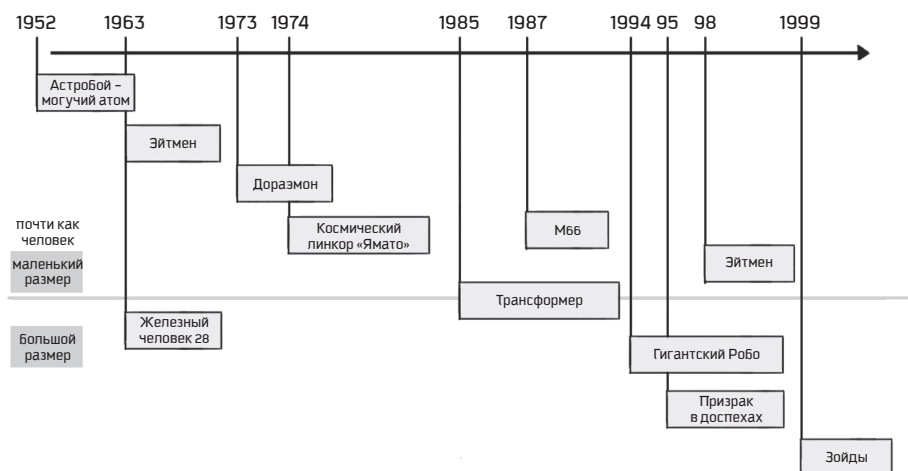 1952 1963 1973 1974 1985 1987 1994 95 98 1999
АстроБой –
могучий атом
Эйтмен
Доразмон
Космический
линкор «Ямато»
почти как
человек
М66
маленький
размер
Эйтмен
Трансформер
Железный
человек 28
Большой
размер
Гигантский Робо
Призрак
в доспехах
Зойды